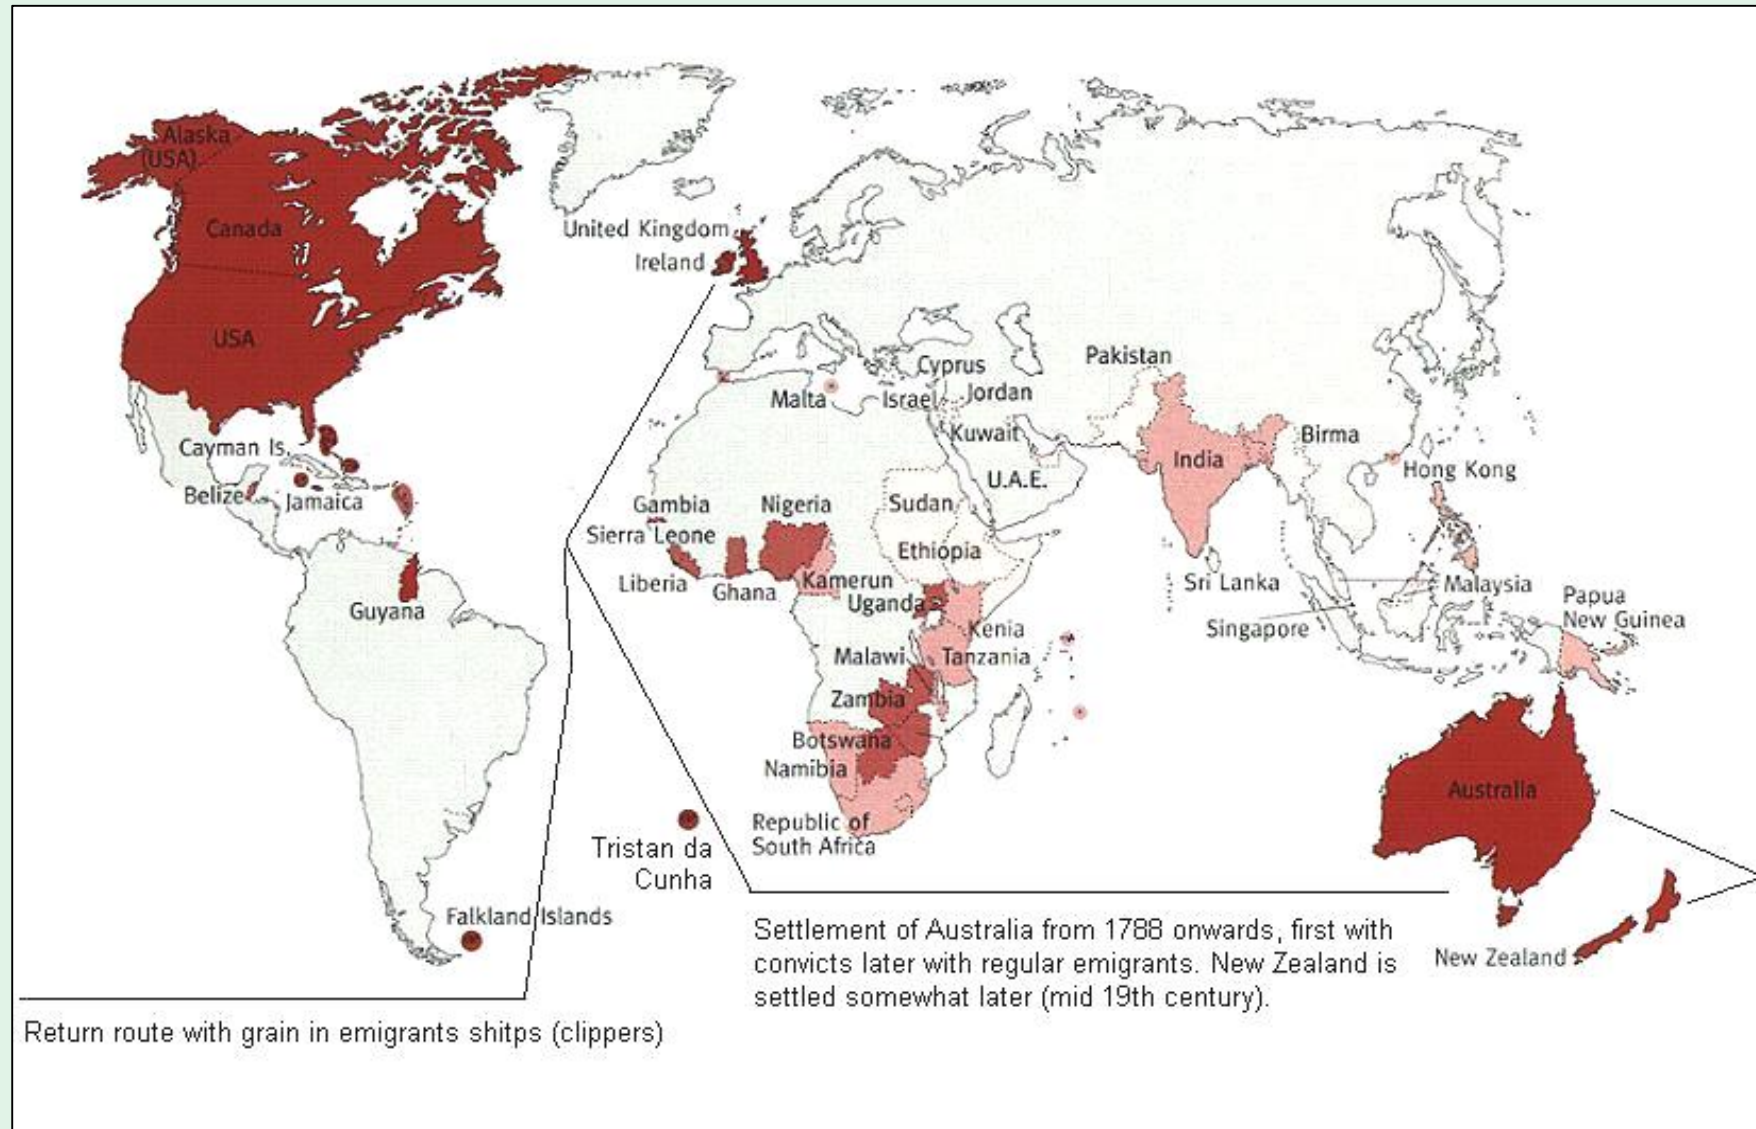 Alaska
(USA)
Canada
USA
United Kingdom
Ireland
Cayman Is.
Belize
Jamaica
Guyana
Falkland Islands
Malta
Cyprus
Israel
Jordan
Kuwait
U.A.E.
Pakistan
India
Birma
Hong Kong
Sri Lanka
Singapore
Malaysia
Papua
New Guinea
Gambia
Sierra Leone
Liberia
Ghana
Nigeria
Kamerun
Sudan
Ethiopia
Uganda
Kenia
Tanzania
Malawi
Zambia
Botswana
Namibia
Republic of
South Africa
Tristan da
Cunha
Australia
New Zealand
Settlement of Australia from 1788 onwards, first with
convicts later with regular emigrants. New Zealand is
settled somewhat later (mid 19th century).
Return route with grain in emigrants shitps (clippers)